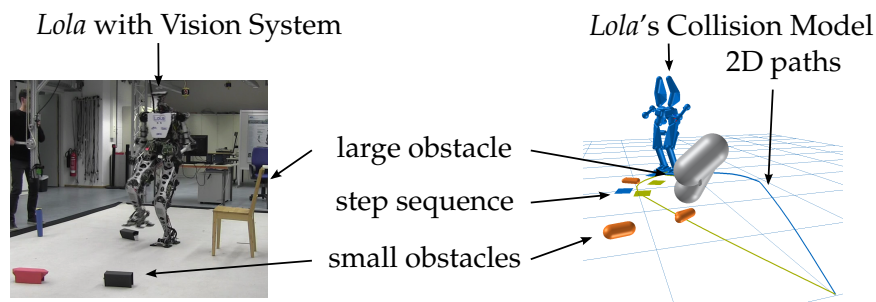 Lola with Vision System
Lola's Collision Model
2D paths
large obstacle
step sequence
small obstacles